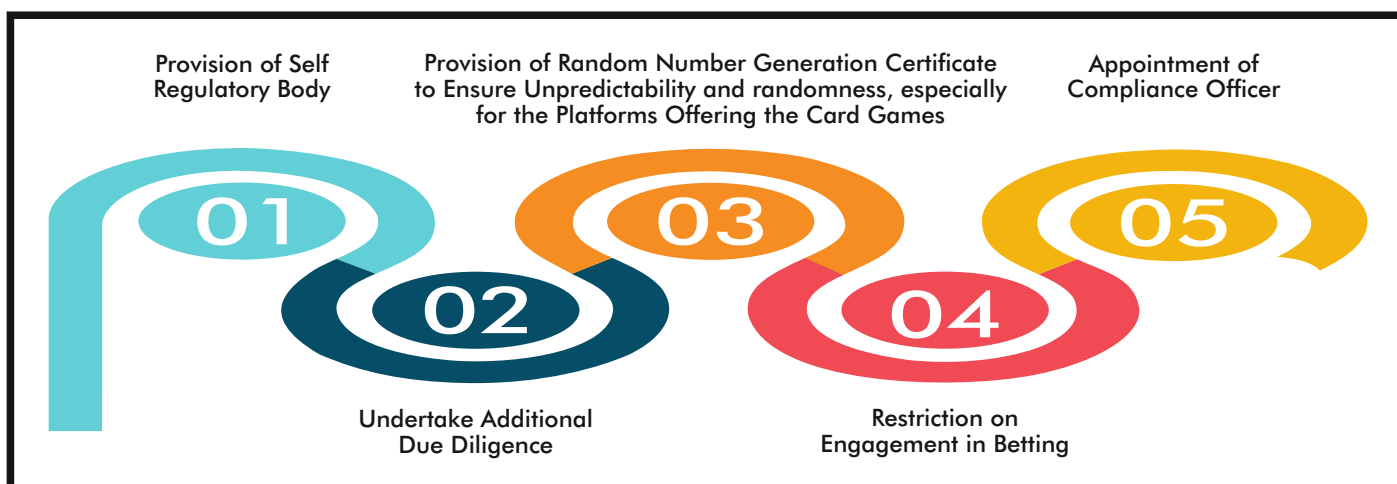 Provision of Self
Regulatory Body
01
Undertake Additional
Due Diligence
02
Provision of Random Number Generation Certificate
to Ensure Unpredictability and randomness, especially
for the Platforms Offering the Card Games
03
Restriction on
Engagement in Betting
04
Appointment of
Compliance Officer
05